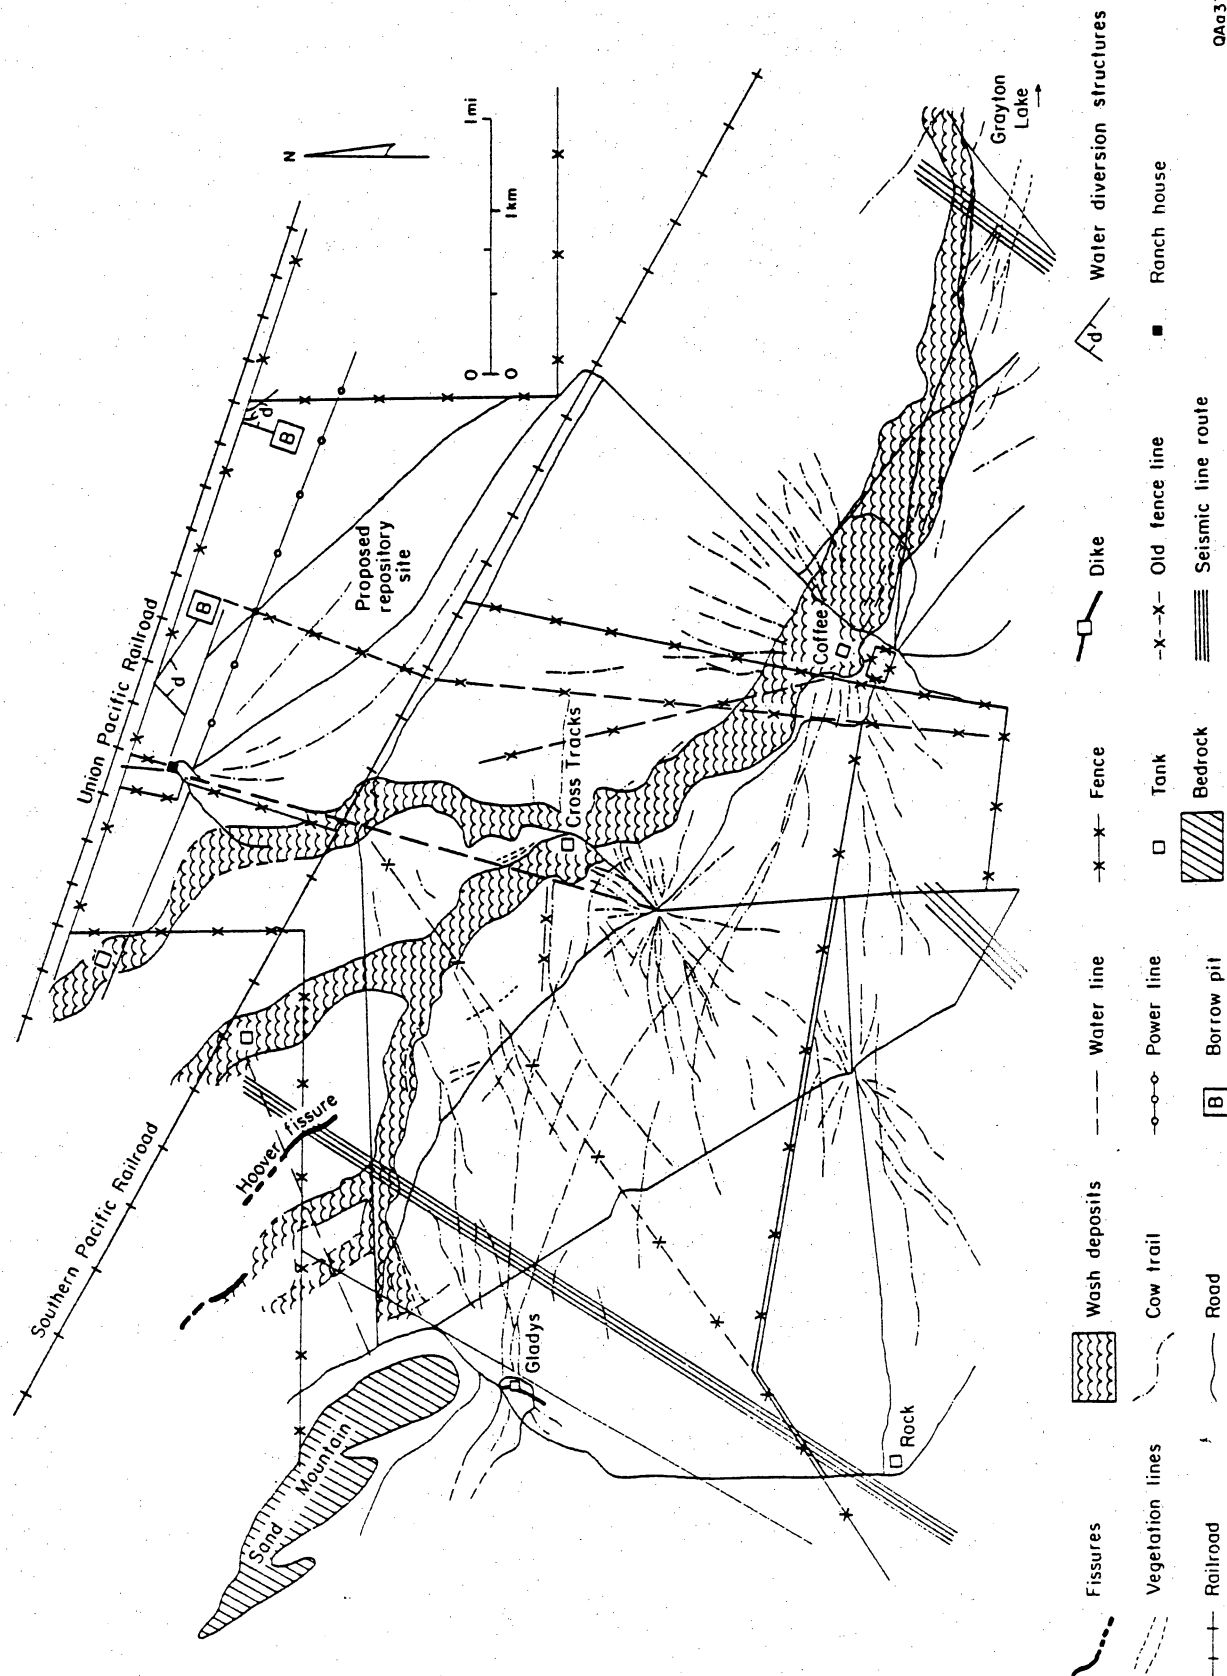 Southern Pacific Railroad
Union Pacific Railroad
N
0
1 mi
0
1 km
B
d
B
d
Proposed
repository
site
Hoover fissure
Sand Mountain
Cross Tracks
Coffee
Gladys
Rock
Grayton
Lake
Fissures
Wash deposits
Water line
Fence
Dike
d
Water diversion structures
Vegetation lines
Cow trail
Power line
Tank
Old fence line
Ranch house
Railroad
Road
B
Borrow pit
Bedrock
Seismic line route